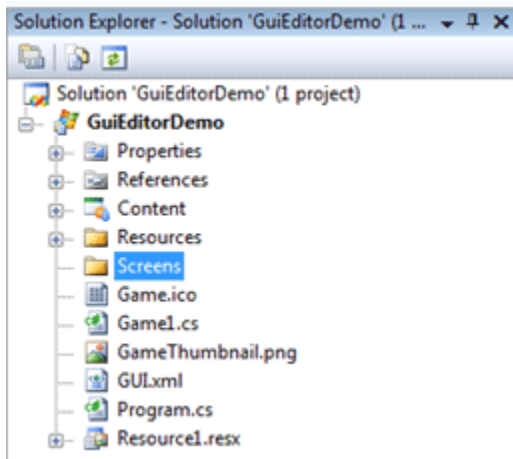 Solution Explorer - Solution 'GuiEditorDemo' (1 ...
Solution 'GuiEditorDemo' (1 project)
GuiEditorDemo
Properties
References
Content
Resources
Screens
Game.ico
Game1.cs
GameThumbnail.png
GUI.xml
Program.cs
Resource1.resx